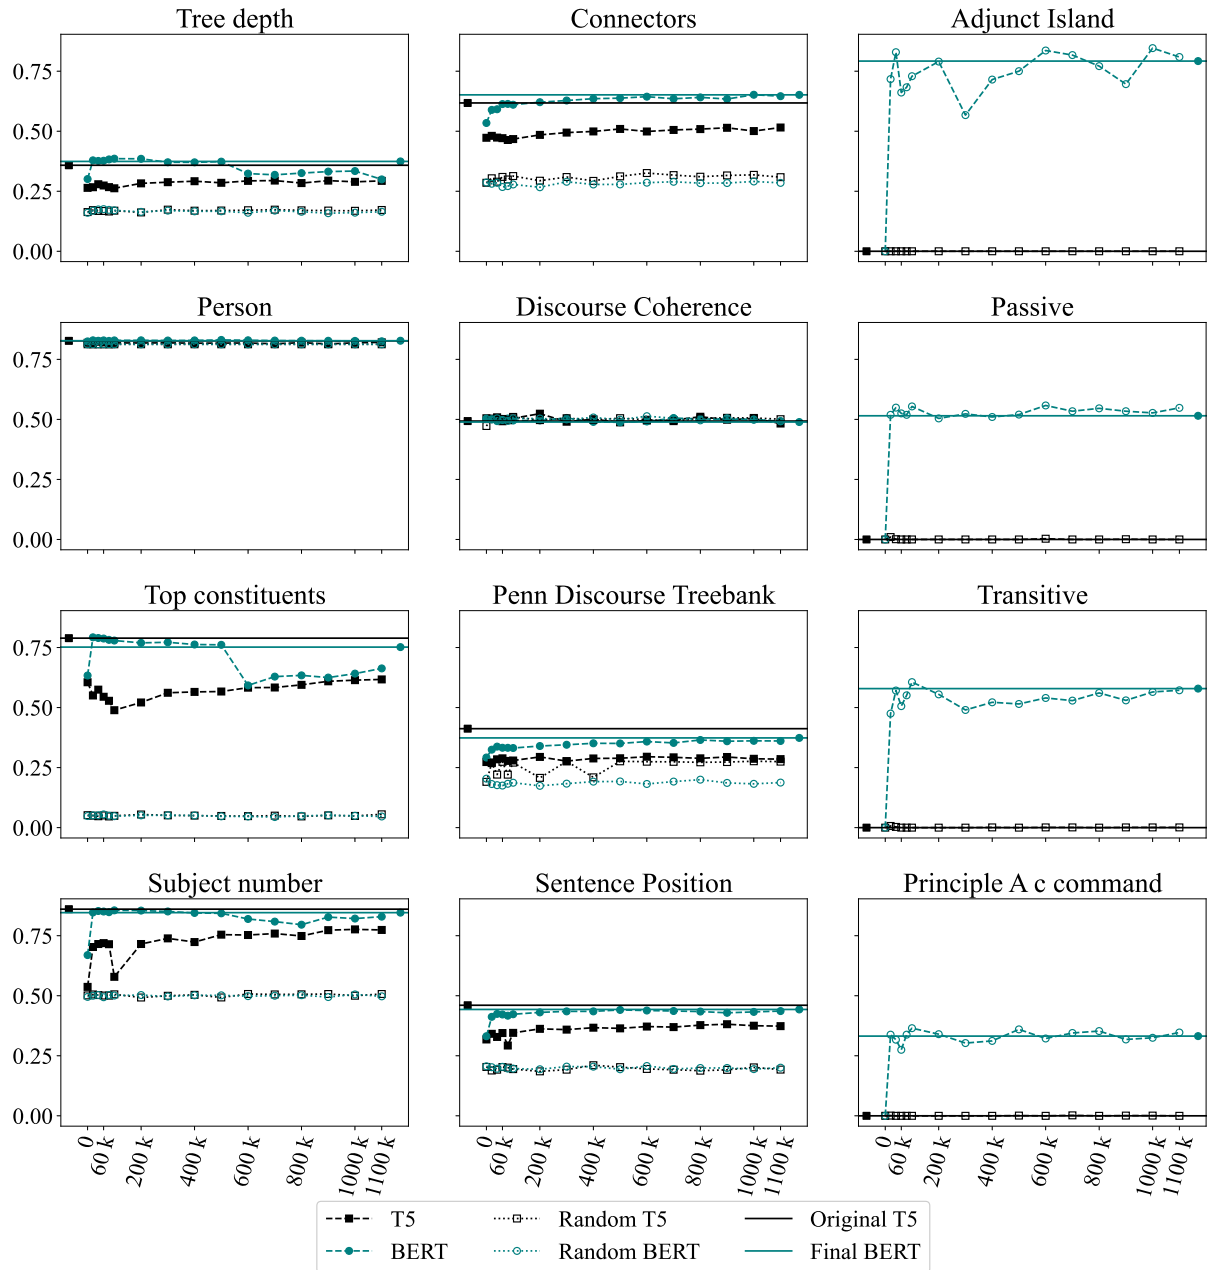 Tree depth
Connectors
Adjunct Island
0.75
0.50
0.25
0.00
Person
Discourse Coherence
Passive
0.75
0.50
0.25
0.00
Top constituents
Penn Discourse Treebank
Transitive
0.75
0.50
0.25
0.00
Subject number
Sentence Position
Principle A c command
0.75
0.50
0.25
0.00
0 60 k 200 k 400 k 600 k 800 k 1000 k 1100 k
0 60 k 200 k 400 k 600 k 800 k 1000 k 1100 k
0 60 k 200 k 400 k 600 k 800 k 1000 k 1100 k
T5 Random T5 Original T5
BERT Random BERT Final BERT